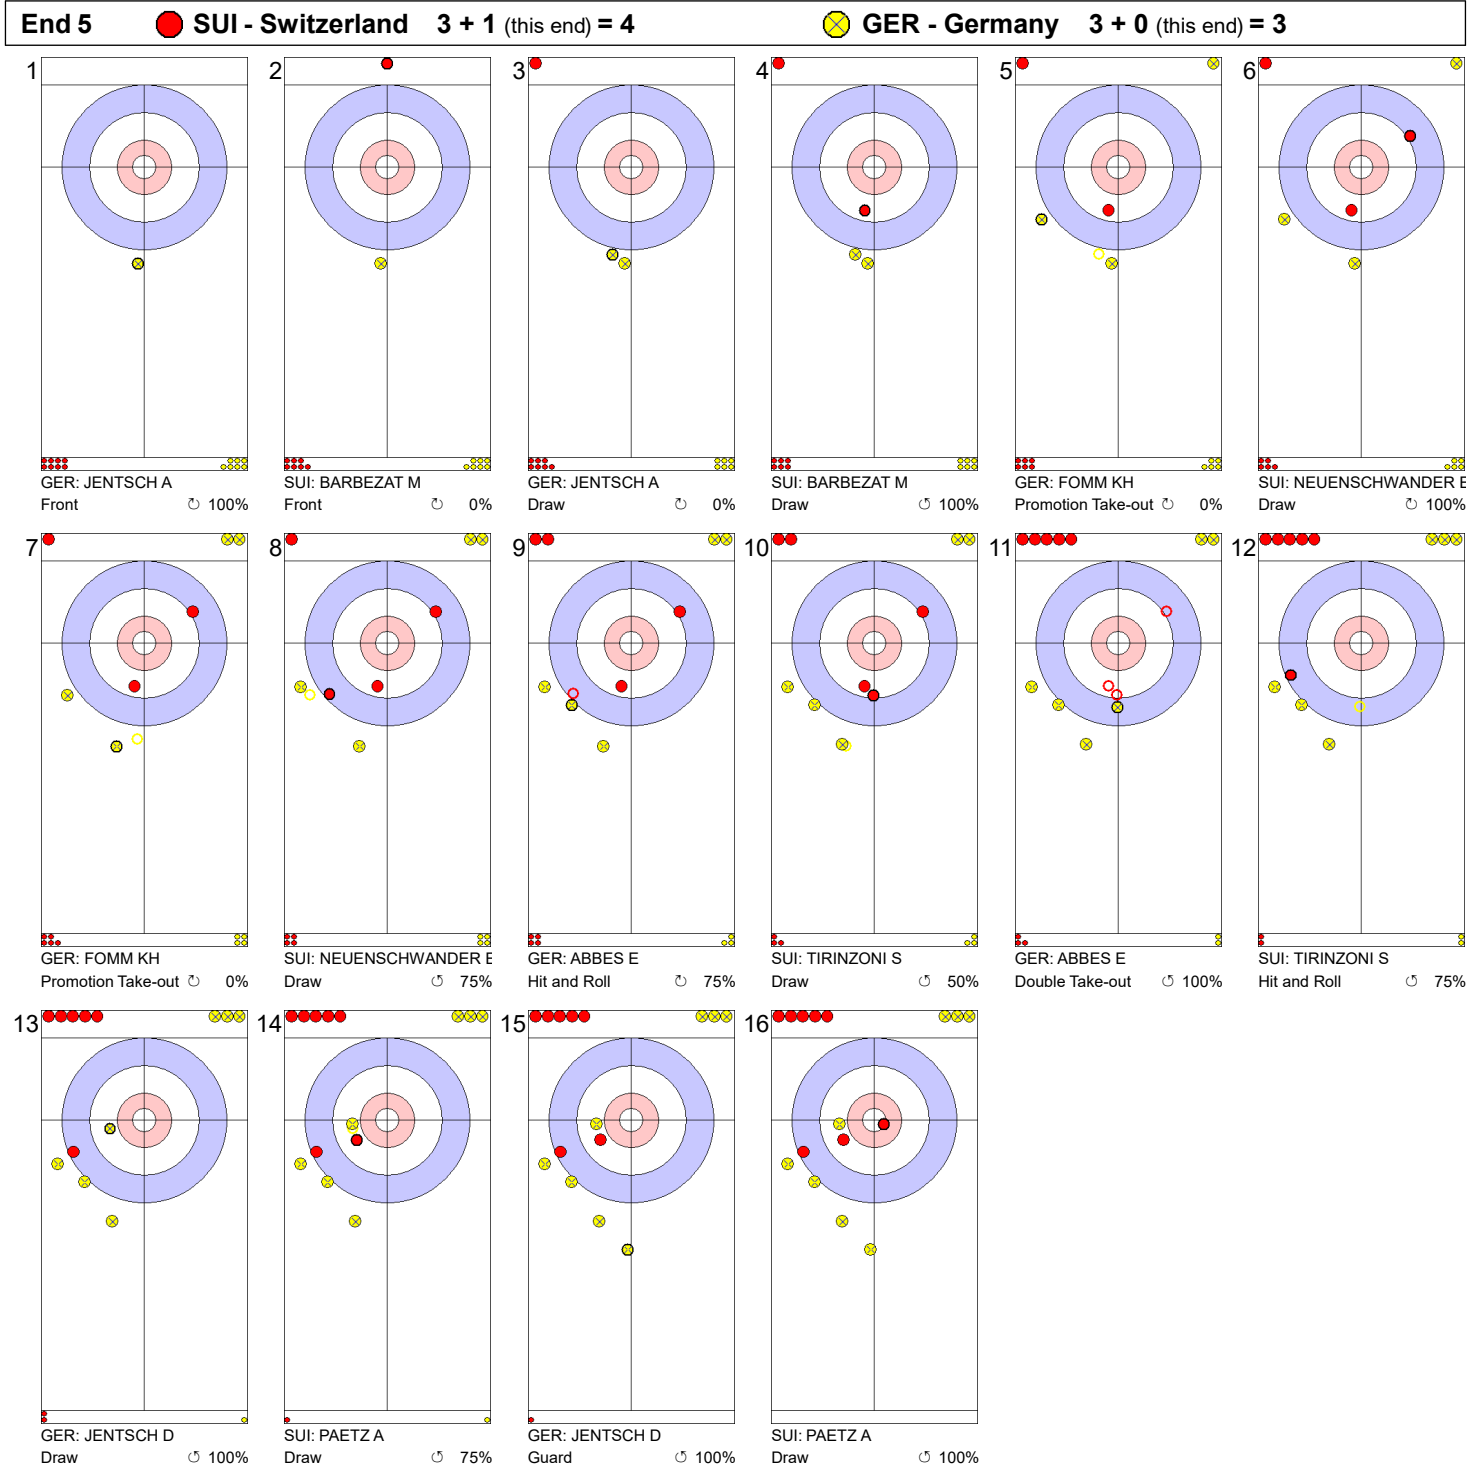 End 5 SUI - Switzerland 3 + 1 (this end) = 4 GER - Germany 3 + 0 (this end) = 3
1 2 3 4 5 6
GER: JENTSCH A
Front ↻ 100%
SUI: BARBEZAT M
Front ↻ 0%
GER: JENTSCH A
Draw ↻ 0%
SUI: BARBEZAT M
Draw ↻ 100%
GER: FOMM KH
Promotion Take-out ↻ 0%
SUI: NEUENSCHWANDER E
Draw ↻ 100%
7 8 9 10 11 12
GER: FOMM KH
Promotion Take-out ↻ 0%
SUI: NEUENSCHWANDER E
Draw ↺ 75%
GER: ABBES E
Hit and Roll ↻ 75%
SUI: TIRINZONI S
Draw ↺ 50%
GER: ABBES E
Double Take-out ↺ 100%
SUI: TIRINZONI S
Hit and Roll ↻ 75%
13 14 15 16
GER: JENTSCH D
Draw ↺ 100%
SUI: PAETZ A
Draw ↺ 75%
GER: JENTSCH D
Guard ↺ 100%
SUI: PAETZ A
Draw ↺ 100%